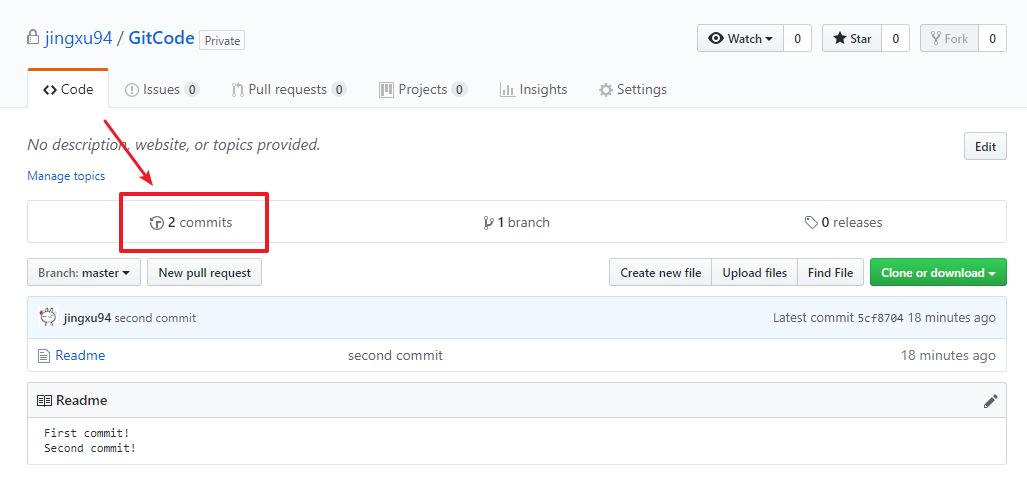 jingxu94 / GitCode Private
Watch 0 Star 0 Fork 0
Code Issues 0 Pull requests 0 Projects 0 Insights Settings
No description, website, or topics provided.
Edit
Manage topics
2 commits 1 branch 0 releases
Branch: master New pull request Create new file Upload files Find File Clone or download
jingxu94 second commit Latest commit 5cf8704 18 minutes ago
Readme second commit 18 minutes ago
Readme
First commit!
Second commit!